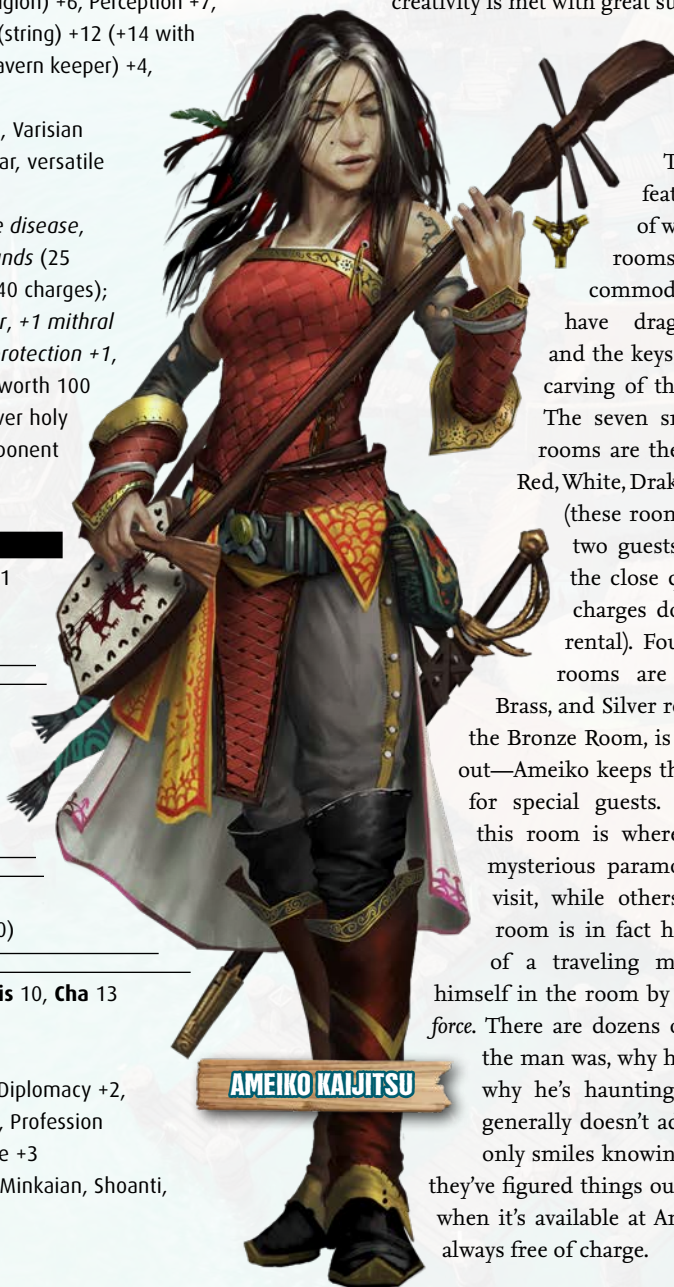 gion) +6, Perception +7,
(string) +12 (+14 with
avern keeper) +4,
, Varisian
ar, versatile
e disease,
nds (25
40 charges);
r, +1 mithral
rotection +1,
worth 100
ver holy
ponent
1
0)
is 10, Cha 13
Diplomacy +2,
, Profession
e +3
Minkaian, Shoanti,
AMEIKO KAIJITSU
creativity is met with great su
T
feat
of w
rooms
commod
have drag
and the keys
carving of th
The seven sm
rooms are the
Red, White, Drak
(these room
two guests
the close c
charges do
rental). Fou
rooms are
Brass, and Silver ro
the Bronze Room, is
out—Ameiko keeps th
for special guests.
this room is where
mysterious paramo
visit, while others
room is in fact h
of a traveling m
himself in the room by
force. There are dozens o
the man was, why h
why he's haunting
generally doesn't ac
only smiles knowin
they've figured things ou
when it's available at Am
always free of charge.